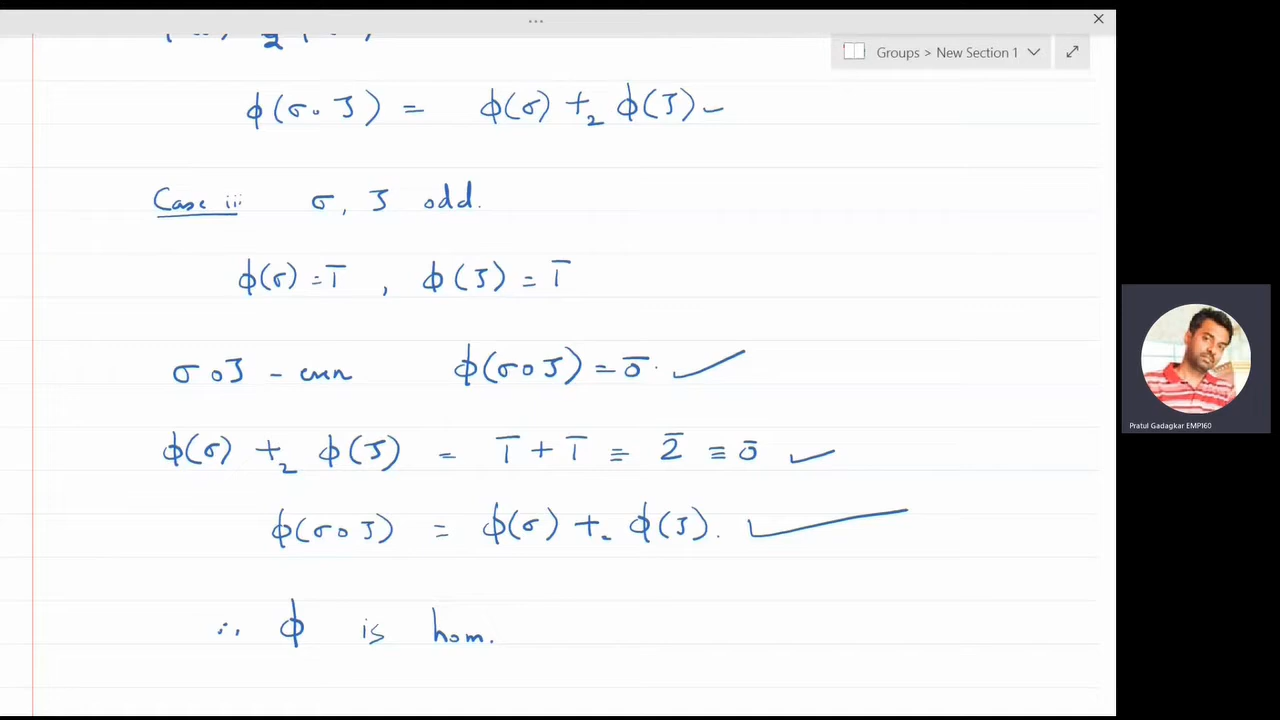 Groups > New Section 1
ϕ(σ∘ζ) = ϕ(σ) +₂ ϕ(ζ)
Case iii σ, ζ odd.
ϕ(σ) = 1̄ , ϕ(ζ) = 1̄
σ∘ζ - even ϕ(σ∘ζ) = 0̄. ✓
ϕ(σ) +₂ ϕ(ζ) = 1̄ + 1̄ ≡ 2̄ ≡ 0̄ ✓
ϕ(σ∘ζ) = ϕ(σ) +₂ ϕ(ζ). ✓
∴ ϕ is hom.
Pratul Gadagkar EMP160